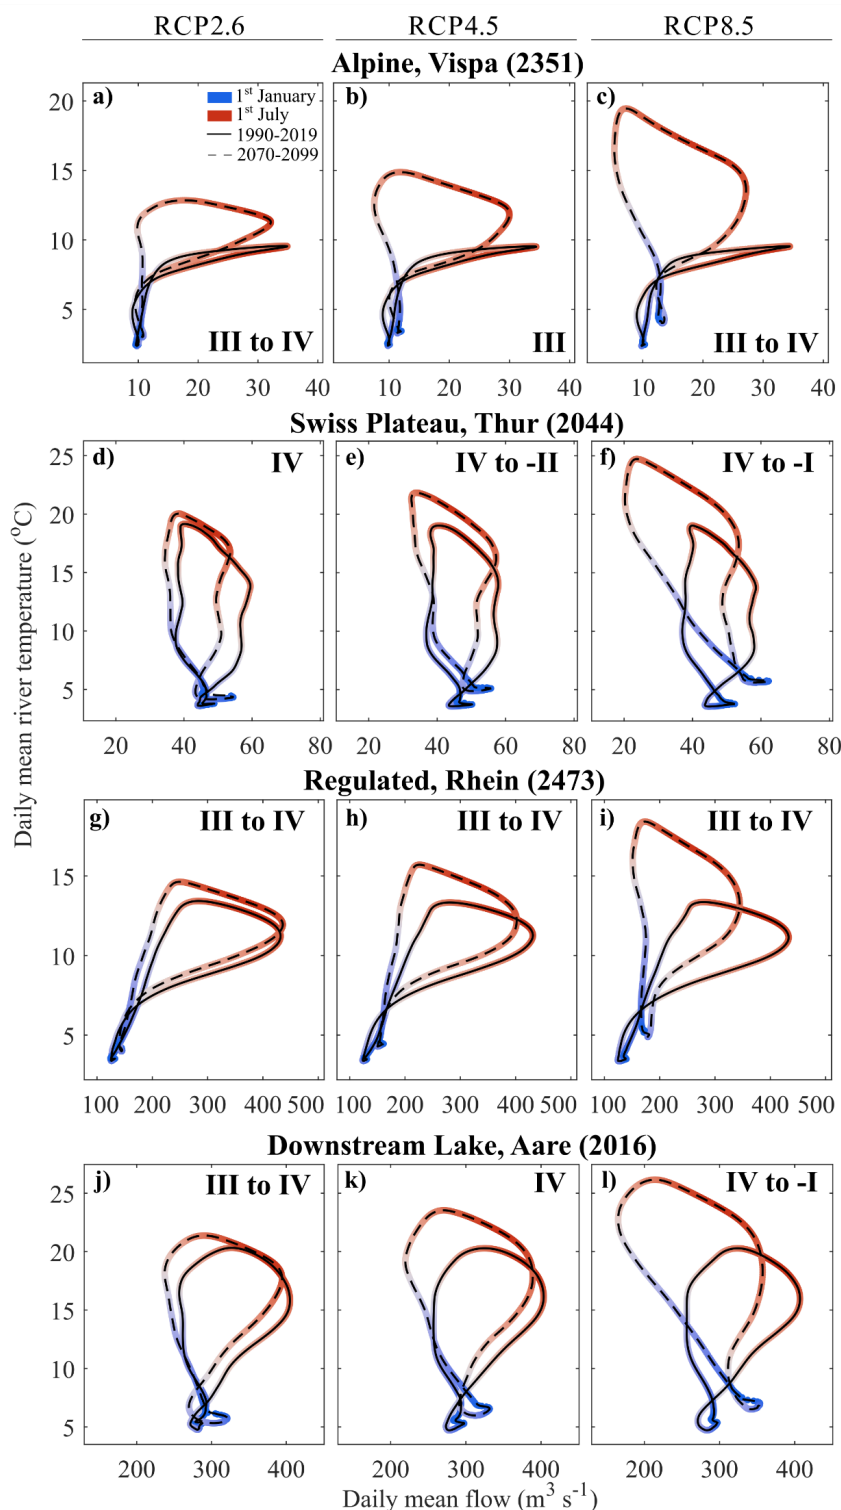 RCP2.6 RCP4.5 RCP8.5
Alpine, Vispa (2351)
a) b) c)
1st January
1st July
1990-2019
2070-2099
20
15
10
5
III to IV III III to IV
10 20 30 40 10 20 30 40 10 20 30 40
Swiss Plateau, Thur (2044)
d) IV e) IV to -II f) IV to -I
25
20
15
10
5
20 40 60 80 20 40 60 80 20 40 60 80
Daily mean river temperature (°C)
Regulated, Rhein (2473)
g) III to IV h) III to IV i) III to IV
15
10
5
100 200 300 400 500 100 200 300 400 500 100 200 300 400 500
Downstream Lake, Aare (2016)
j) III to IV k) IV l) IV to -I
25
20
15
10
5
200 300 400 200 300 400 200 300 400
Daily mean flow (m³ s⁻¹)